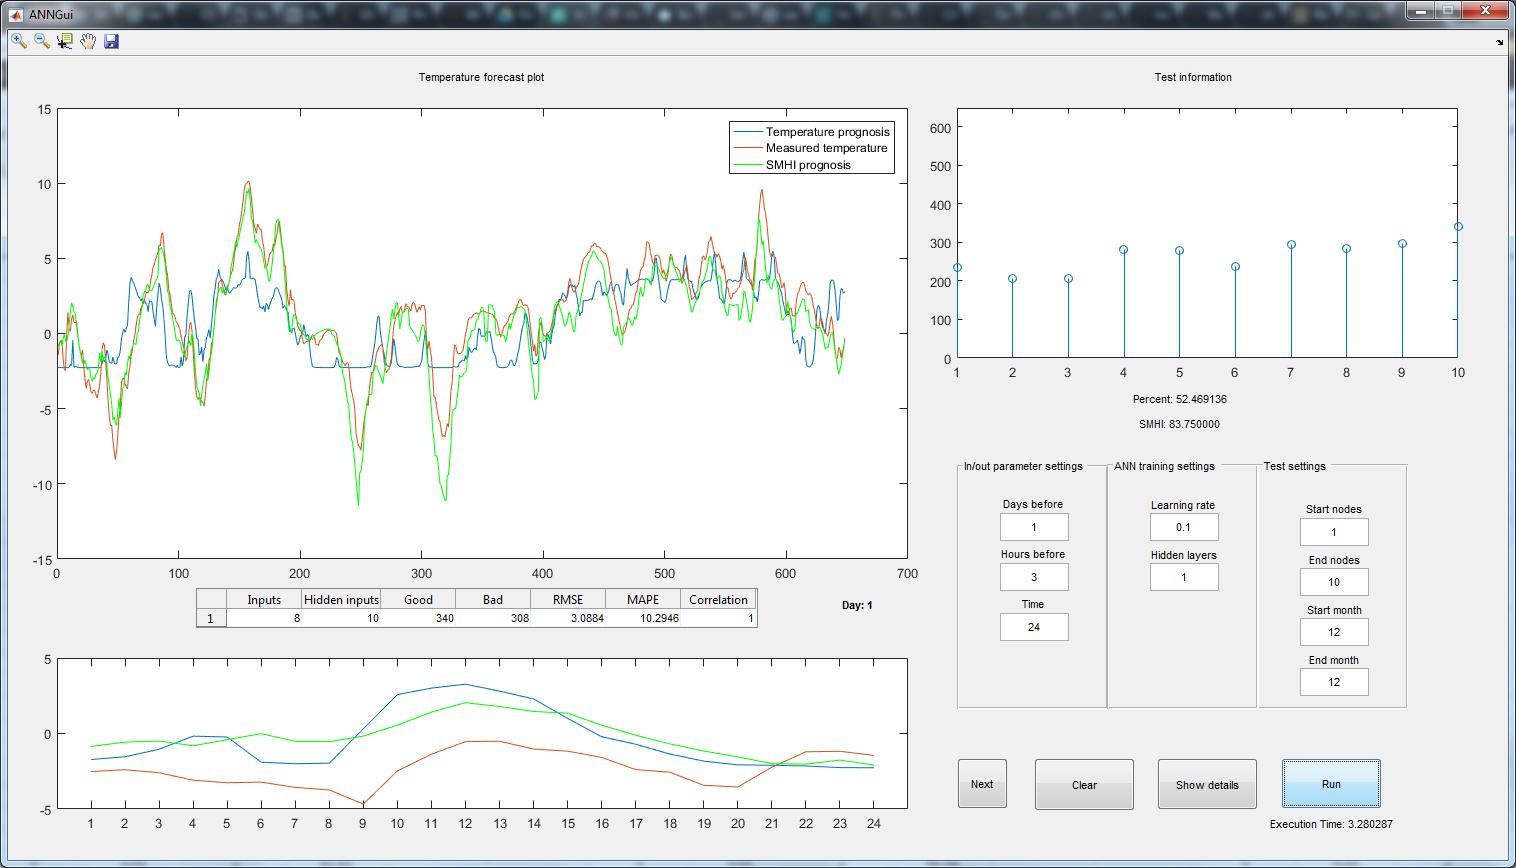 ANNGui
Temperature forecast plot
15
10
5
0
-5
-10
-15
0 100 200 300 400 500 600 700
Temperature prognosis
Measured temperature
SMHI prognosis
Inputs Hidden inputs Good Bad RMSE MAPE Correlation
1 8 10 340 308 3.0884 10.2946 1
Day: 1
5
0
-5
1 2 3 4 5 6 7 8 9 10 11 12 13 14 15 16 17 18 19 20 21 22 23 24
Test information
600
500
400
300
200
100
0
1 2 3 4 5 6 7 8 9 10
Percent: 52.469136
SMHI: 83.750000
In/out parameter settings
Days before
1
Hours before
3
Time
24
ANN training settings
Learning rate
0.1
Hidden layers
1
Test settings
Start nodes
1
End nodes
10
Start month
12
End month
12
Next
Clear
Show details
Run
Execution Time: 3.280287